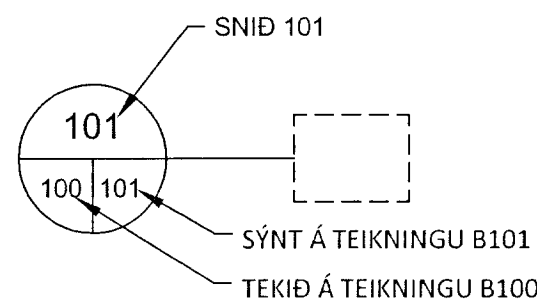 SNIÐ 101
101
100 101
SÝNT Á TEIKNINGU B101
TEKIÐ Á TEIKNINGU B100